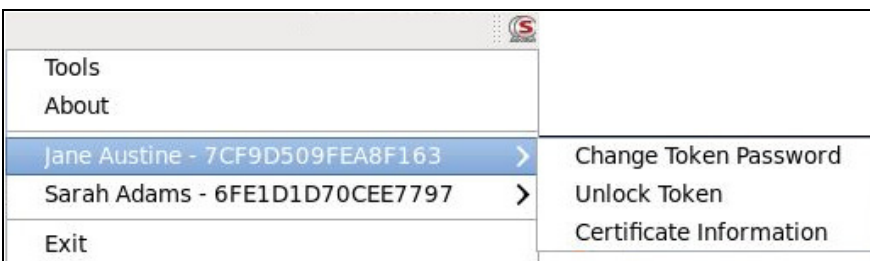 Tools
About
Jane Austine - 7CF9D509FEA8F163
Sarah Adams - 6FE1D1D70CEE7797
Exit
Change Token Password
Unlock Token
Certificate Information